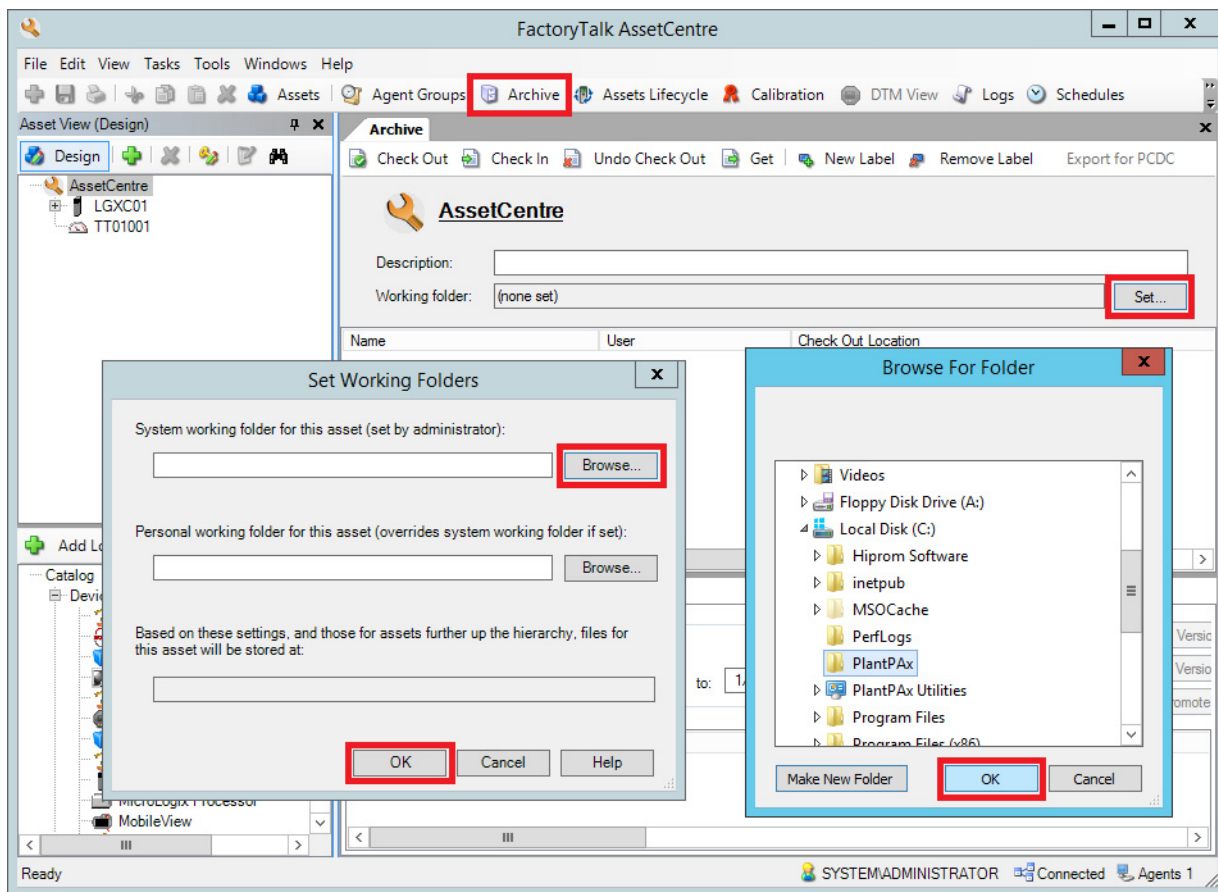 FactoryTalk AssetCentre
File Edit View Tasks Tools Windows Help
Assets Agent Groups Archive Assets Lifecycle Calibration DTM View Logs Schedules
Asset View (Design)
Design
AssetCentre
LGXC01
TT01001
Archive
Check Out Check In Undo Check Out Get New Label Remove Label Export for PCDC
AssetCentre
Description:
Working folder: (none set) Set...
Name User Check Out Location
Set Working Folders
System working folder for this asset (set by administrator):
Browse...
Personal working folder for this asset (overrides system working folder if set):
Browse...
Based on these settings, and those for assets further up the hierarchy, files for
this asset will be stored at:
OK Cancel Help
Browse For Folder
Videos
Floppy Disk Drive (A:)
Local Disk (C:)
Hiprom Software
inetpub
MSOCache
PerfLogs
PlantPAx
PlantPAx Utilities
Program Files
Program Files (x86)
Make New Folder OK Cancel
Add
Catalog
to:
MicroLogix Processor
MobileView
Ready SYSTEM\ADMINISTRATOR Connected Agents 1